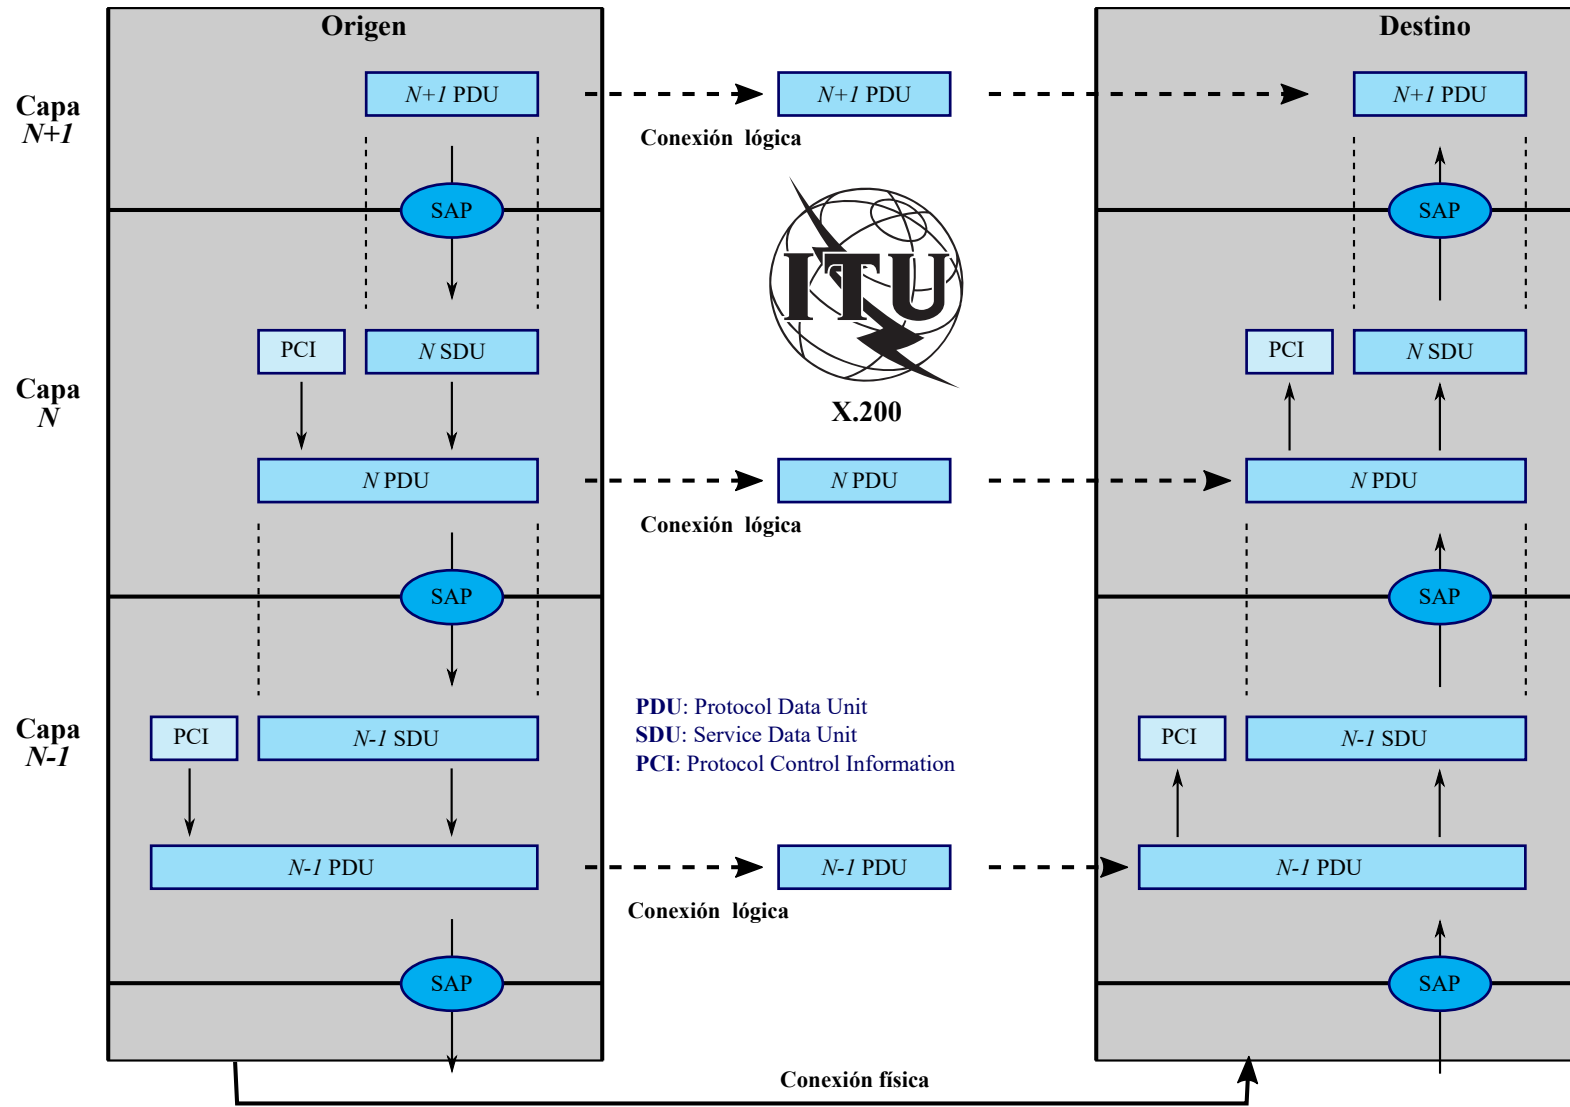 Origen
Destino
Capa
N+1
N+1 PDU
N+1 PDU
N+1 PDU
Conexión lógica
SAP
SAP
ITU
X.200
Capa
N
PCI
N SDU
PCI
N SDU
N PDU
N PDU
N PDU
Conexión lógica
SAP
SAP
Capa
N-1
PDU: Protocol Data Unit
SDU: Service Data Unit
PCI: Protocol Control Information
PCI
N-1 SDU
PCI
N-1 SDU
N-1 PDU
N-1 PDU
N-1 PDU
Conexión lógica
SAP
SAP
Conexión física